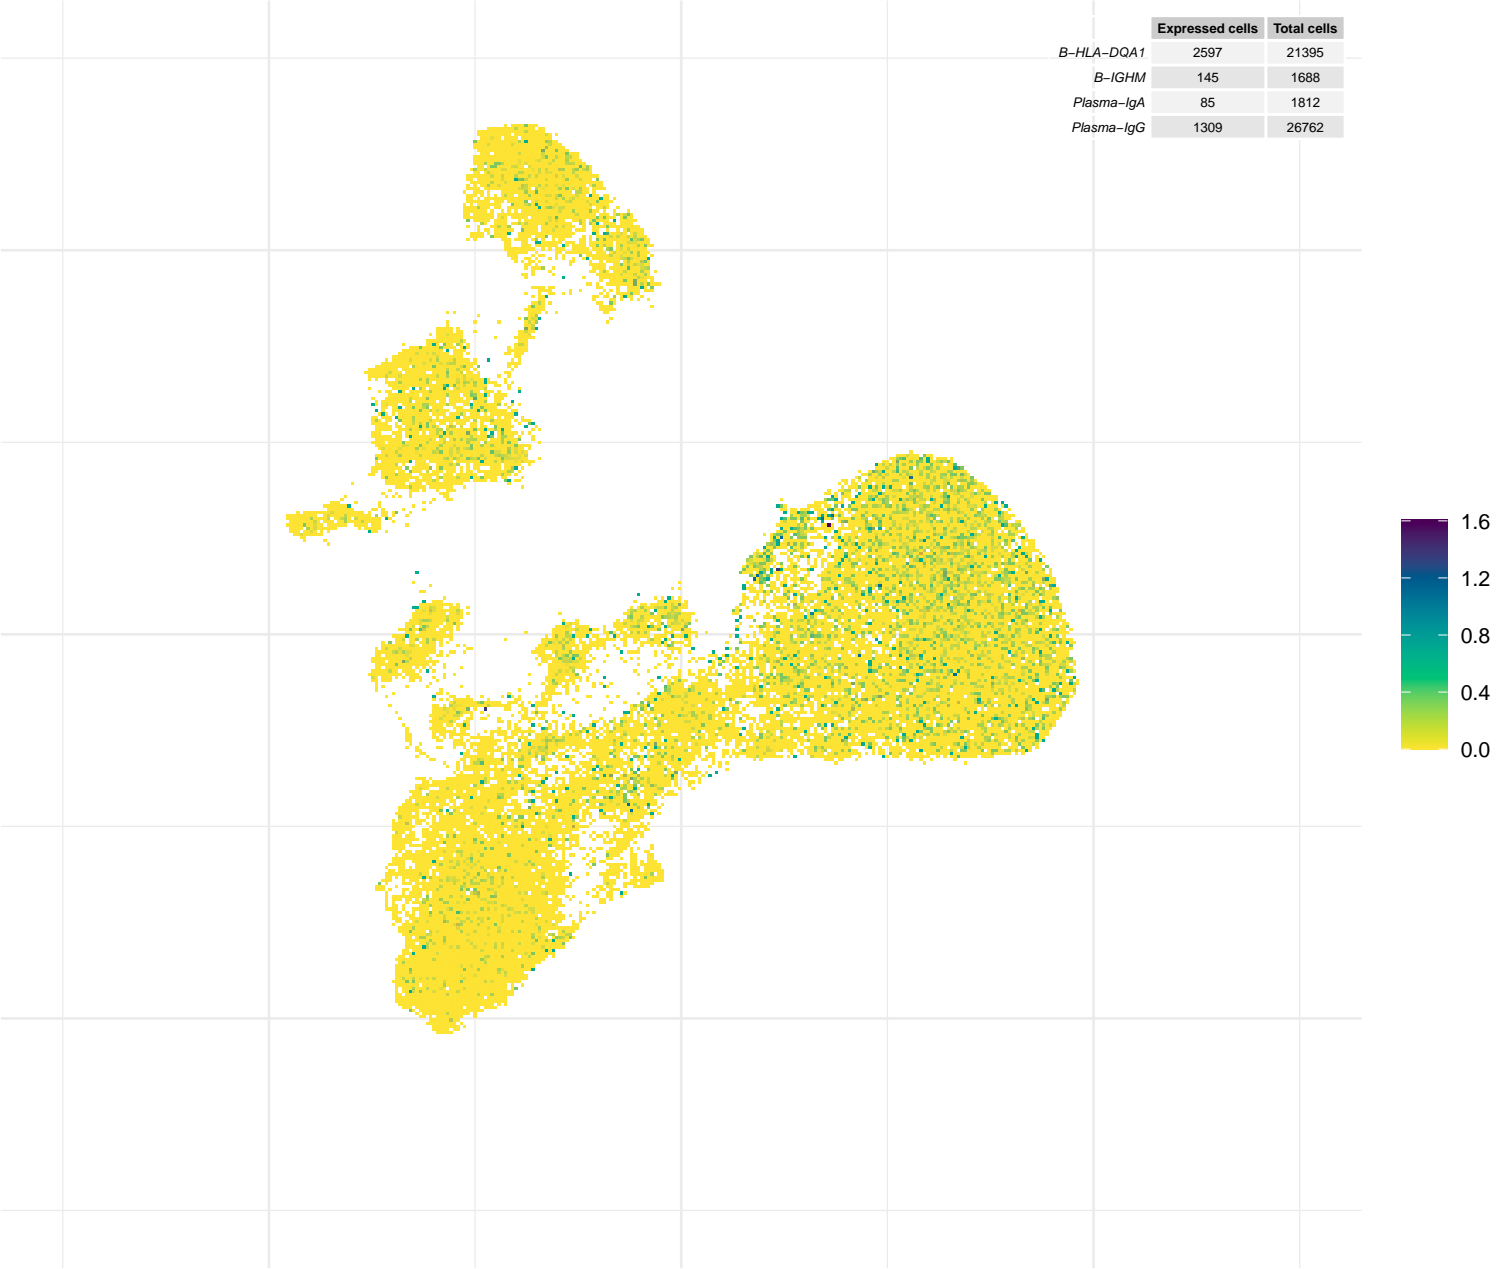 Expressed cells Total cells
B−HLA−DQA1 2597 21395
B−IGHM 145 1688
Plasma−IgA 85 1812
Plasma−IgG 1309 26762
1.6
1.2
0.8
0.4
0.0